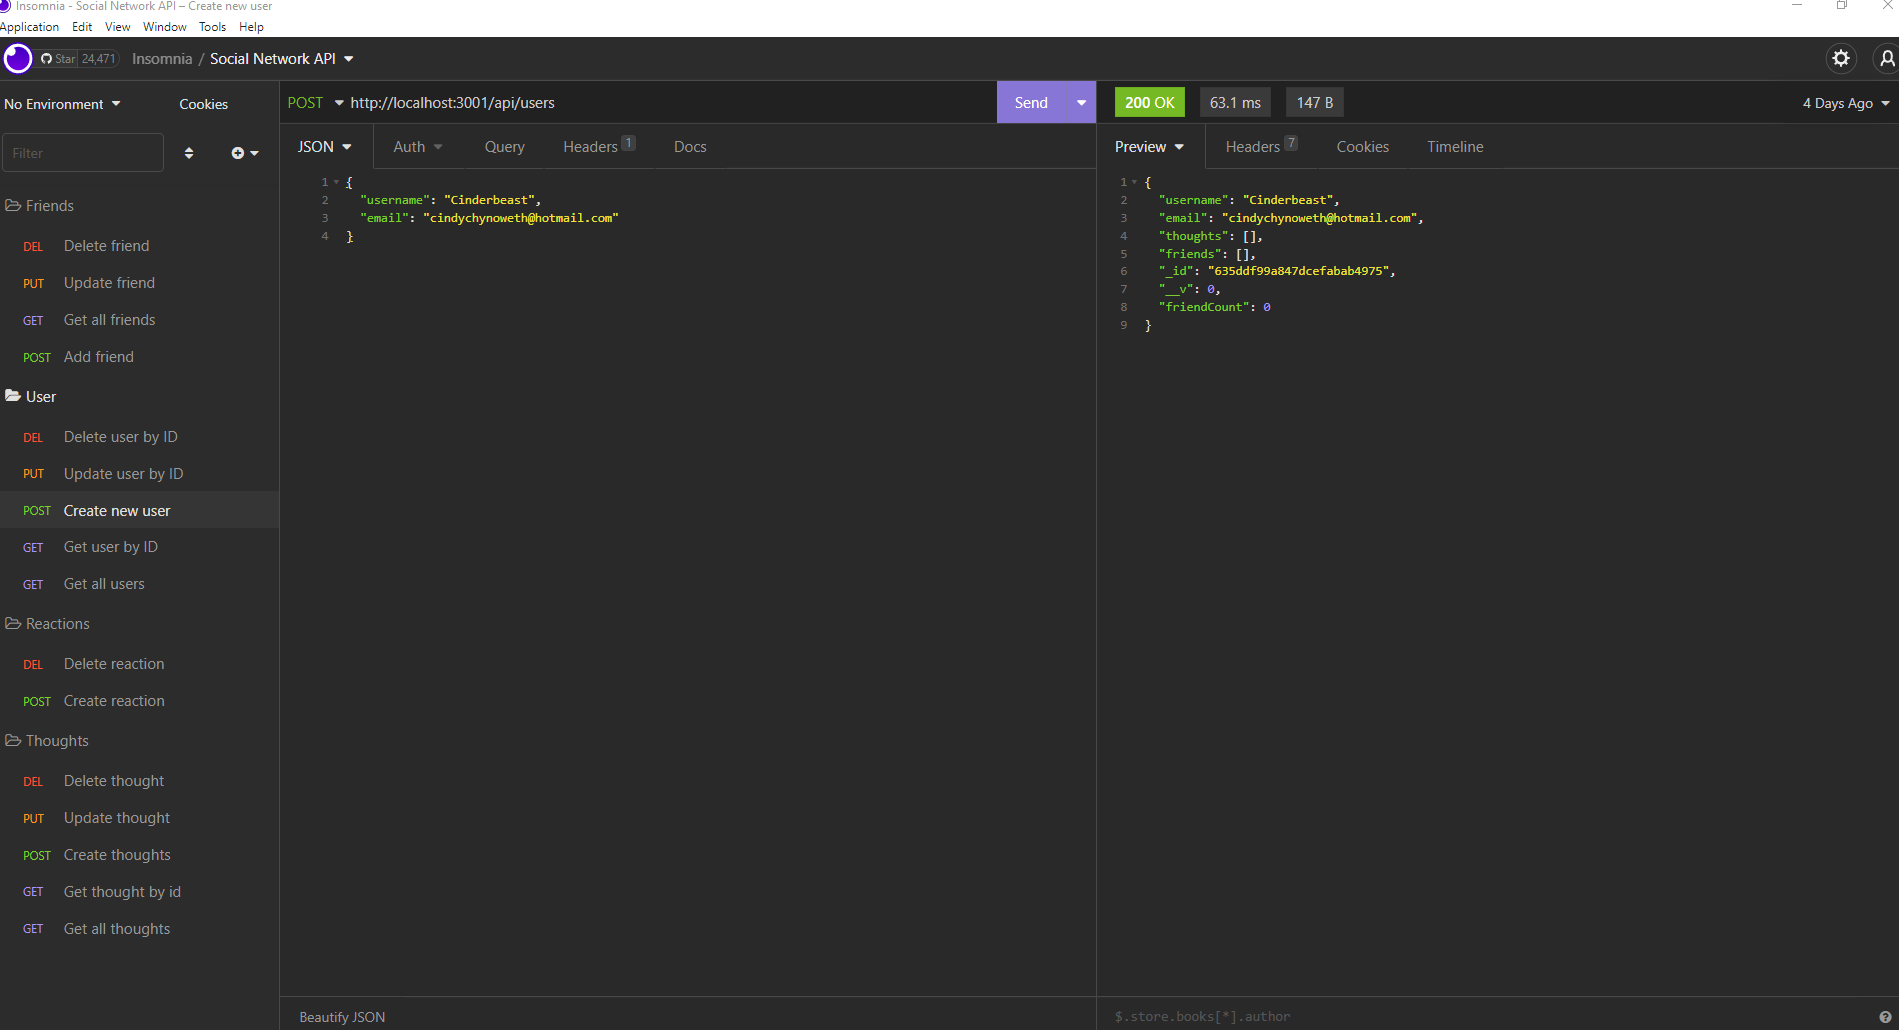 Insomnia - Social Network API – Create new user
Application Edit View Window Tools Help
Star 24,471 Insomnia / Social Network API
No Environment Cookies
POST http://localhost:3001/api/users Send
200 OK 63.1 ms 147 B 4 Days Ago
Filter
JSON Auth Query Headers 1 Docs
Preview Headers 7 Cookies Timeline
Friends
DEL Delete friend
PUT Update friend
GET Get all friends
POST Add friend
User
DEL Delete user by ID
PUT Update user by ID
POST Create new user
GET Get user by ID
GET Get all users
Reactions
DEL Delete reaction
POST Create reaction
Thoughts
DEL Delete thought
PUT Update thought
POST Create thoughts
GET Get thought by id
GET Get all thoughts
1 {
2 "username": "Cinderbeast",
3 "email": "cindychynoweth@hotmail.com"
4 }
Beautify JSON
1 {
2 "username": "Cinderbeast",
3 "email": "cindychynoweth@hotmail.com",
4 "thoughts": [],
5 "friends": [],
6 "_id": "635ddf99a847dcefabab4975",
7 "__v": 0,
8 "friendCount": 0
9 }
$.store.books[*].author